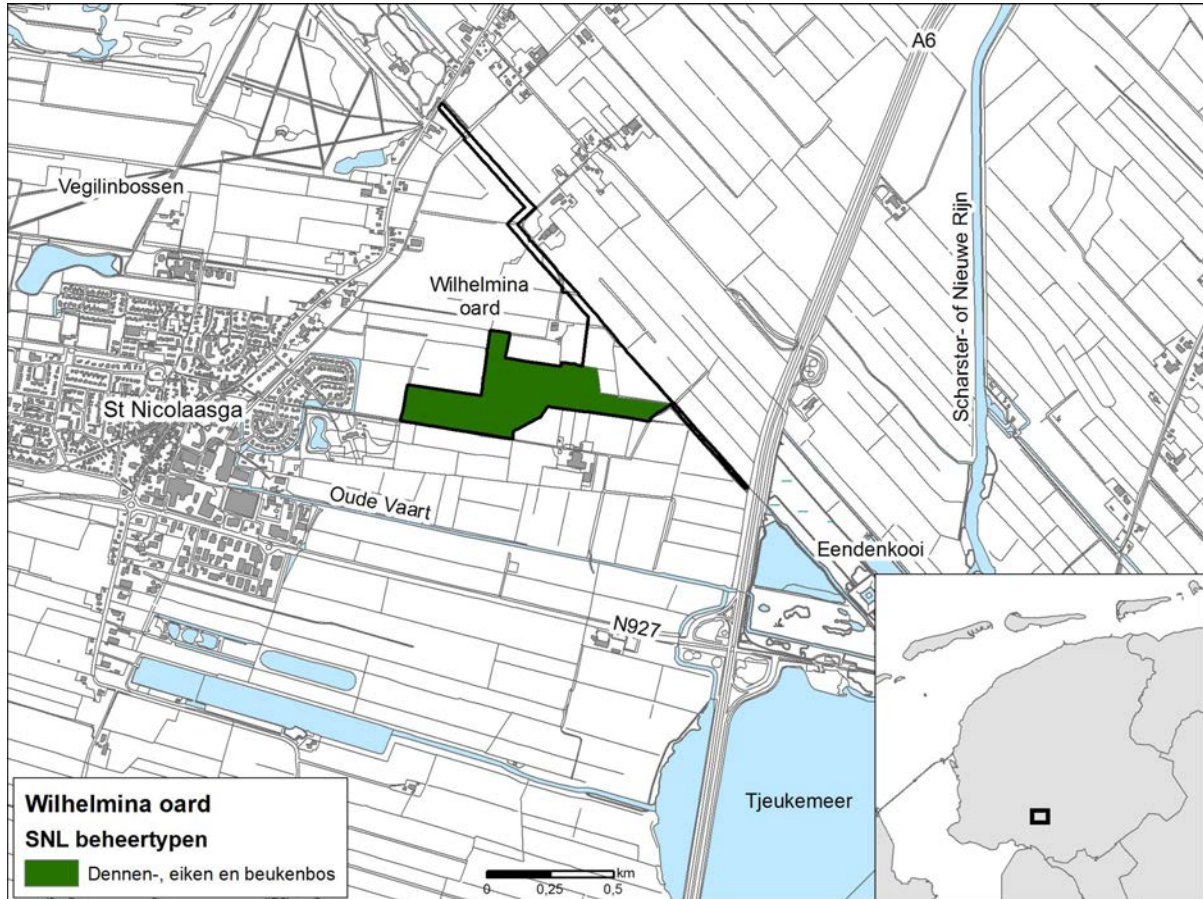 A6
Vegilinbossen
Scharster- of Nieuwe Rijn
Wilhelmina
oard
St Nicolaasga
Oude Vaart
Eendenkooi
N927
Tjeukemeer
Wilhelmina oard
SNL beheertypen
Dennen-, eiken en beukenbos
km
0 0,25 0,5